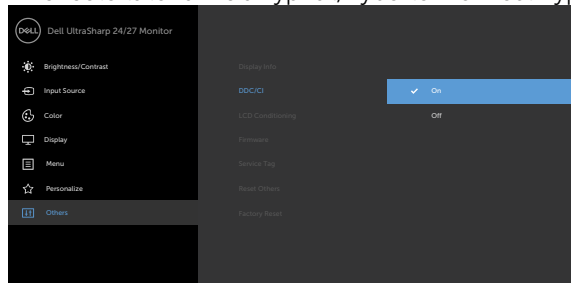 DELL Dell UltraSharp 24/27 Monitor
Brightness/Contrast
Input Source
Color
Display
Menu
Personalize
Others
Display Info
DDC/CI
LCD Conditioning
Firmware
Service Tag
Reset Others
Factory Reset
On
Off